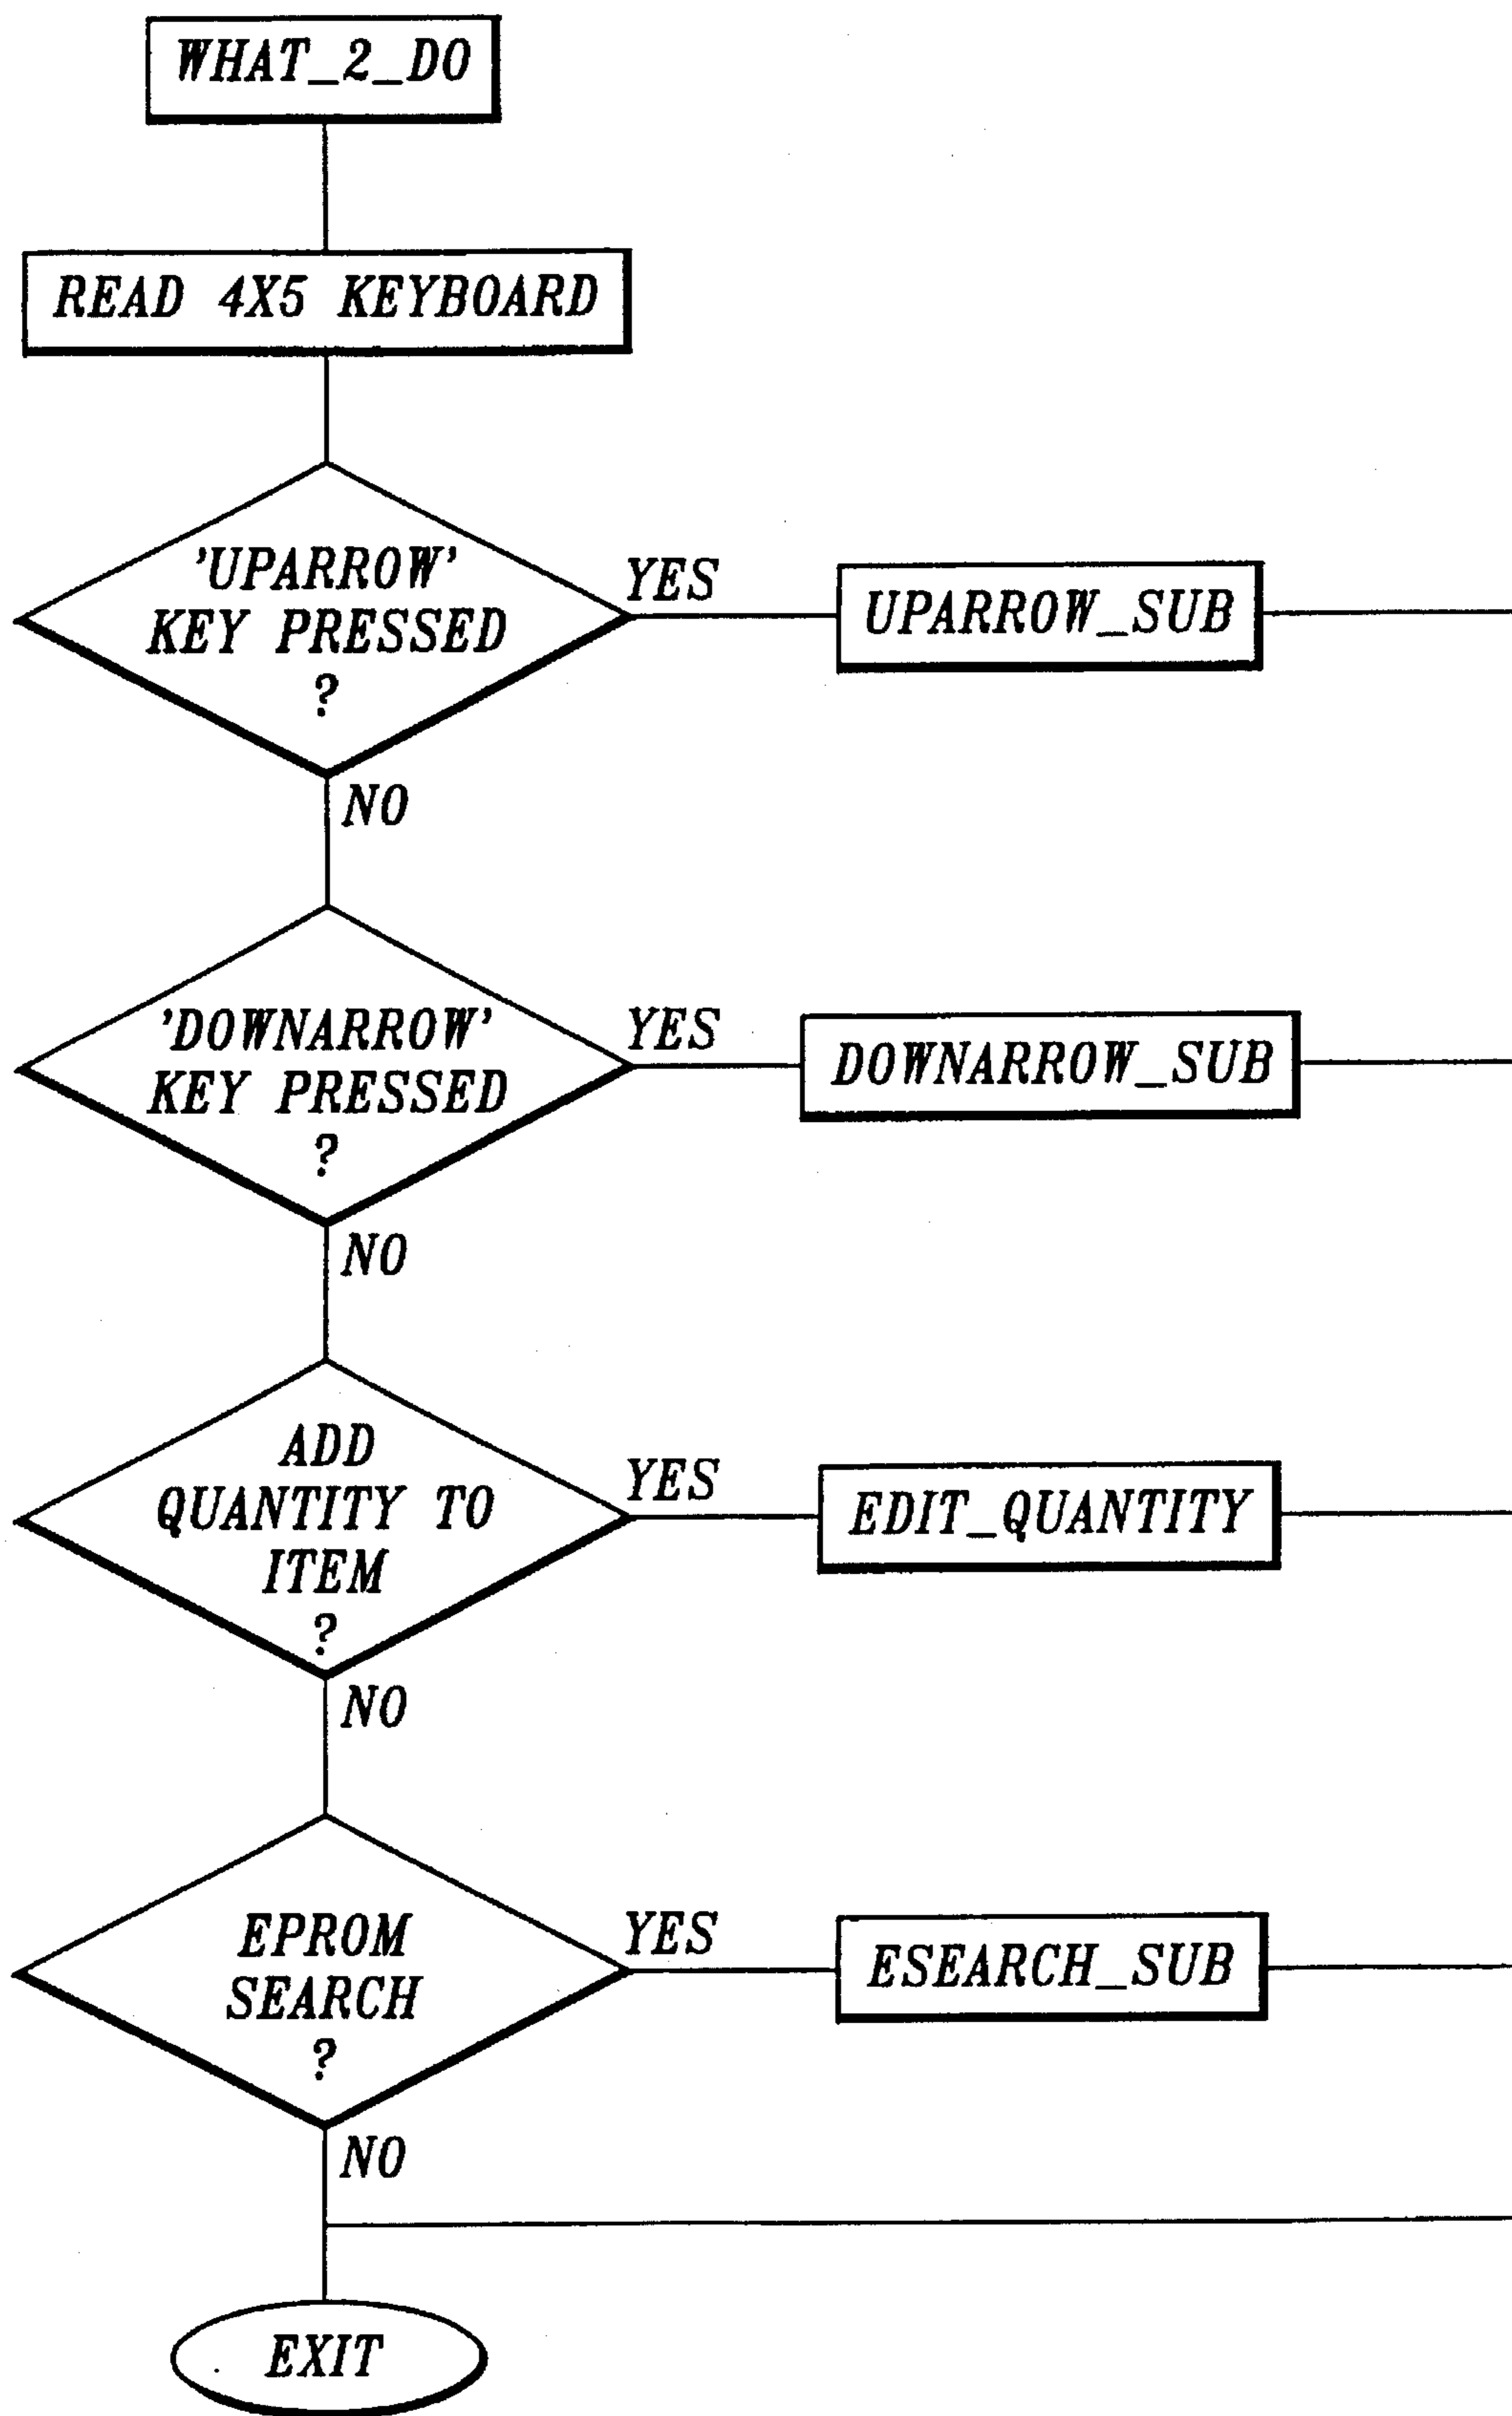 WHAT_2_DO
READ 4X5 KEYBOARD
'UPARROW'
KEY PRESSED
?
YES
UPARROW_SUB
NO
'DOWNARROW'
KEY PRESSED
?
YES
DOWNARROW_SUB
NO
ADD
QUANTITY TO
ITEM
?
YES
EDIT_QUANTITY
NO
EPROM
SEARCH
?
YES
ESEARCH_SUB
NO
EXIT